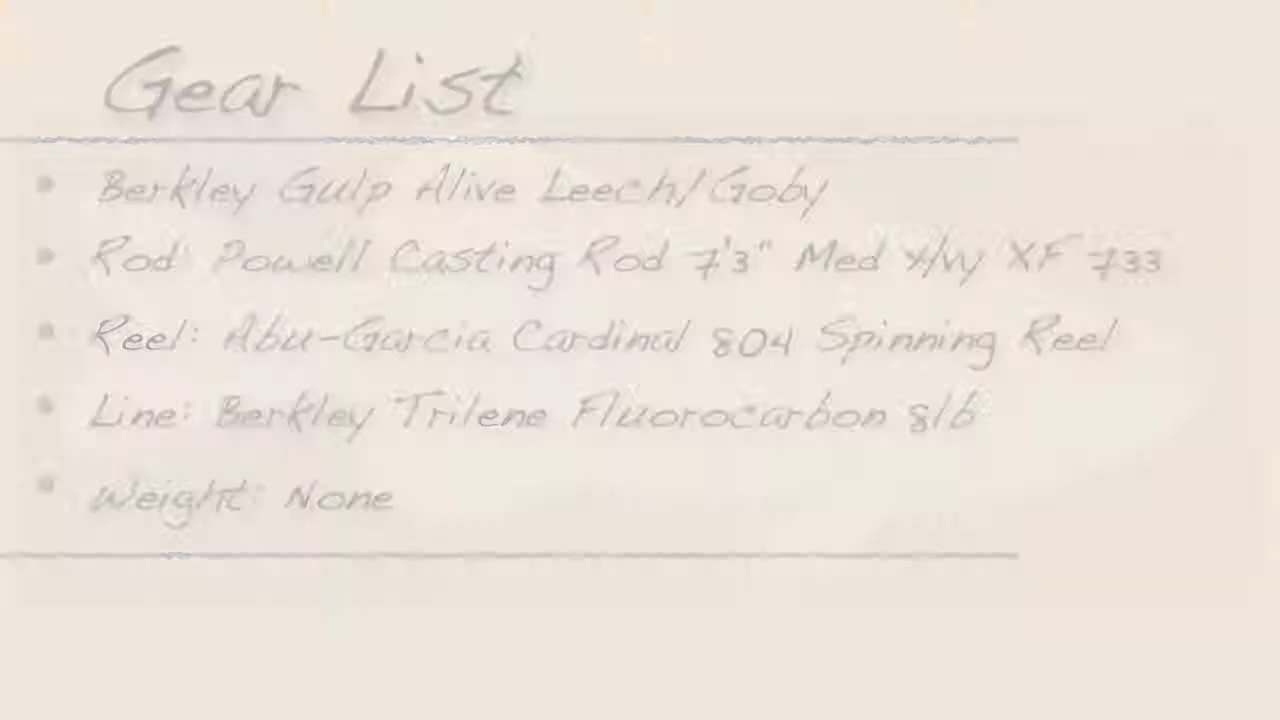 Gear List
Berkley Gulp Alive Leech/Goby
Rod: Powell Casting Rod 7'3" Med X/vy XF 733
Reel: Abu-Garcia Cardinal 804 Spinning Reel
Line: Berkley Trilene Fluorocarbon 8lb
Weight: None